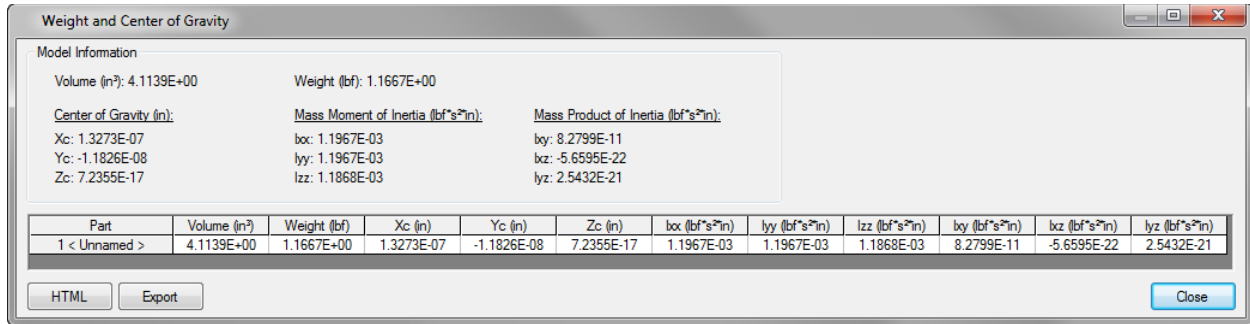 Weight and Center of Gravity
Model Information
Volume (in³): 4.1139E+00 Weight (lbf): 1.1667E+00
Center of Gravity (in): Mass Moment of Inertia (lbf*s²*in): Mass Product of Inertia (lbf*s²*in):
Xc: 1.3273E-07 Ixx: 1.1967E-03 Ixy: 8.2799E-11
Yc: -1.1826E-08 Iyy: 1.1967E-03 Ixz: -5.6595E-22
Zc: 7.2355E-17 Izz: 1.1868E-03 Iyz: 2.5432E-21
Part Volume (in³) Weight (lbf) Xc (in) Yc (in) Zc (in) Ixx (lbf*s²*in) Iyy (lbf*s²*in) Izz (lbf*s²*in) Ixy (lbf*s²*in) Ixz (lbf*s²*in) Iyz (lbf*s²*in)
1 < Unnamed > 4.1139E+00 1.1667E+00 1.3273E-07 -1.1826E-08 7.2355E-17 1.1967E-03 1.1967E-03 1.1868E-03 8.2799E-11 -5.6595E-22 2.5432E-21
HTML Export Close